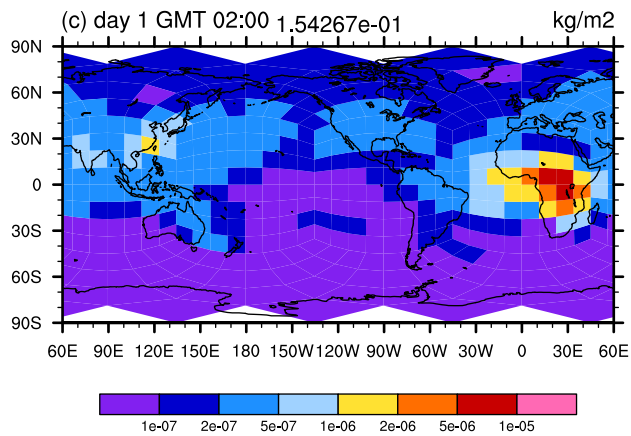 (c) day 1 GMT 02:00 1.54267e-01 kg/m2
90N
60N
30N
0
30S
60S
90S
60E 90E 120E 150E 180 150W 120W 90W 60W 30W 0 30E 60E
1e-07 2e-07 5e-07 1e-06 2e-06 5e-06 1e-05